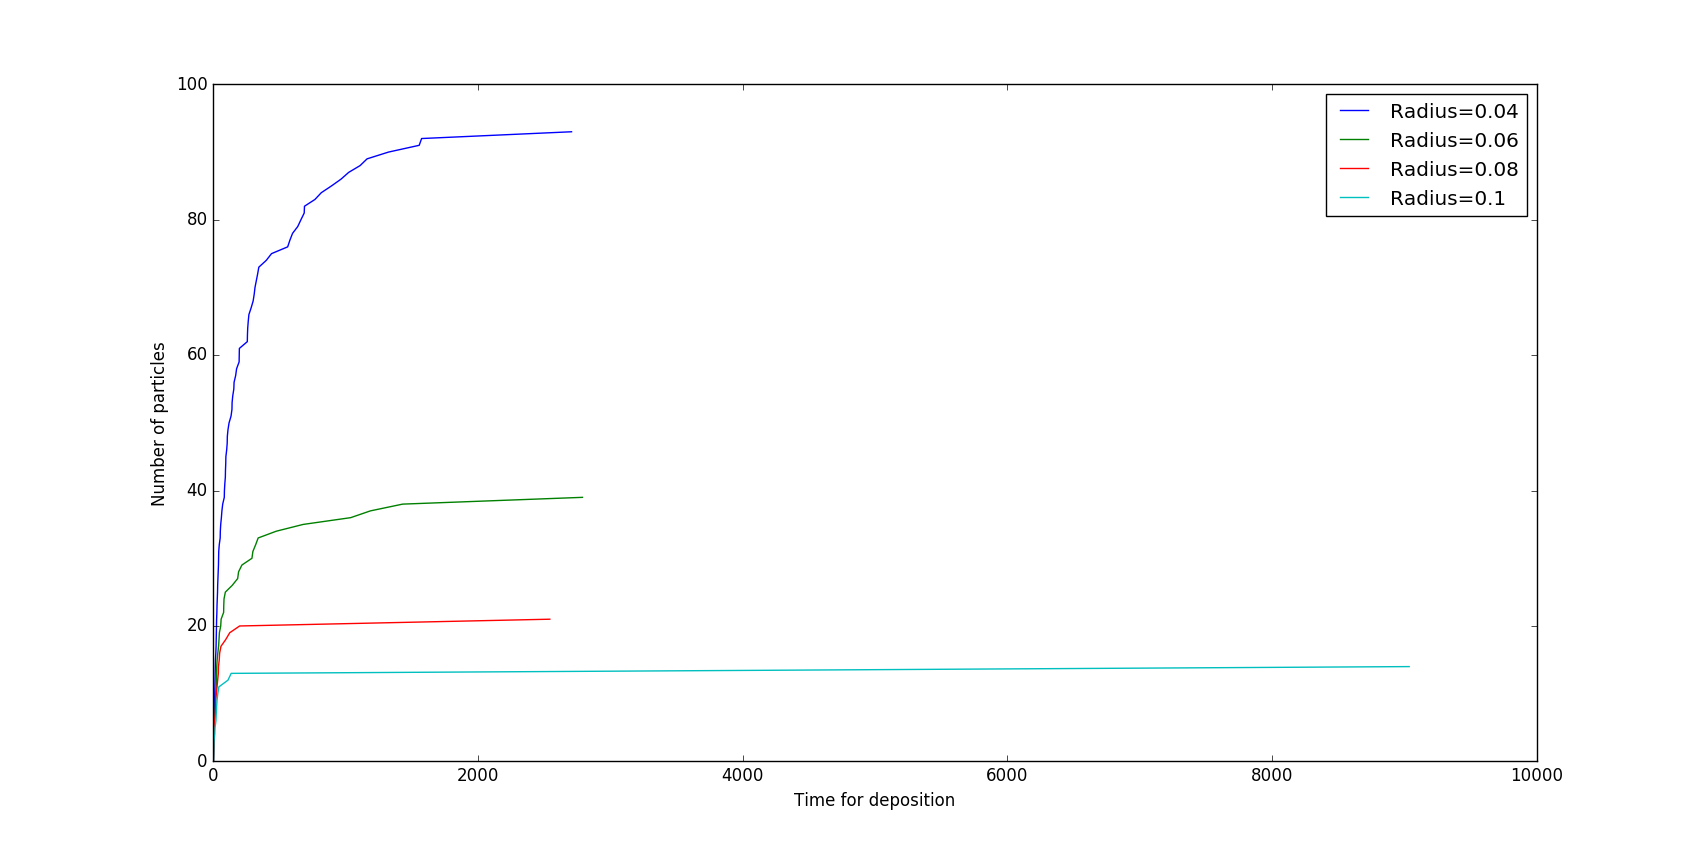 100
80
60
40
20
0
Number of particles
0 2000 4000 6000 8000 10000
Time for deposition
Radius=0.04
Radius=0.06
Radius=0.08
Radius=0.1